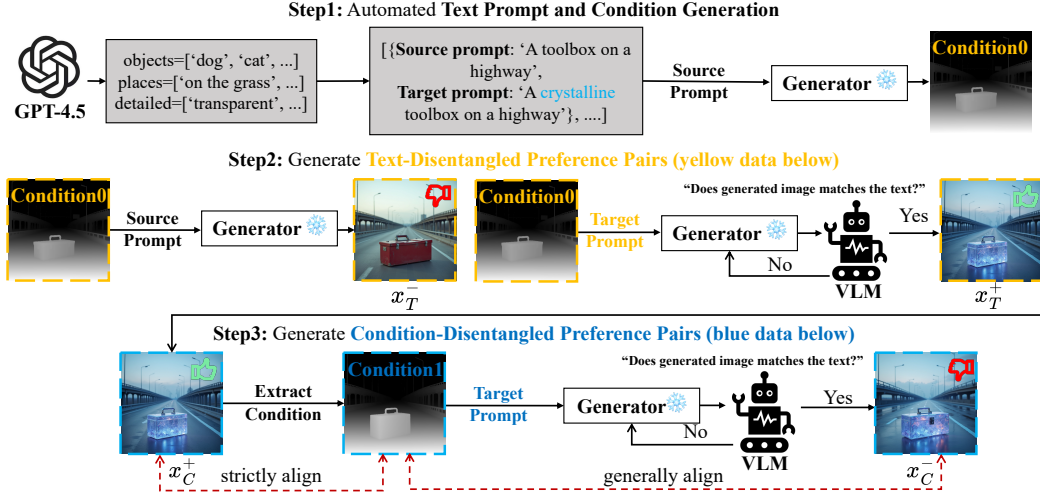 Step1: Automated Text Prompt and Condition Generation
GPT-4.5
objects=['dog', 'cat', ...]
places=['on the grass', ...]
detailed=['transparent', ...]
[{Source prompt: 'A toolbox on a
highway',
Target prompt: 'A crystalline
toolbox on a highway'}, ....]
Source
Prompt
Generator
Condition0
Step2: Generate Text-Disentangled Preference Pairs (yellow data below)
Condition0
Source
Prompt
Generator
x_T^-
Condition0
Target
Prompt
Generator
"Does generated image matches the text?"
No
VLM
Yes
x_T^+
Step3: Generate Condition-Disentangled Preference Pairs (blue data below)
x_C^+
Extract
Condition
Condition1
Target
Prompt
Generator
"Does generated image matches the text?"
No
VLM
Yes
x_C^-
strictly align
generally align